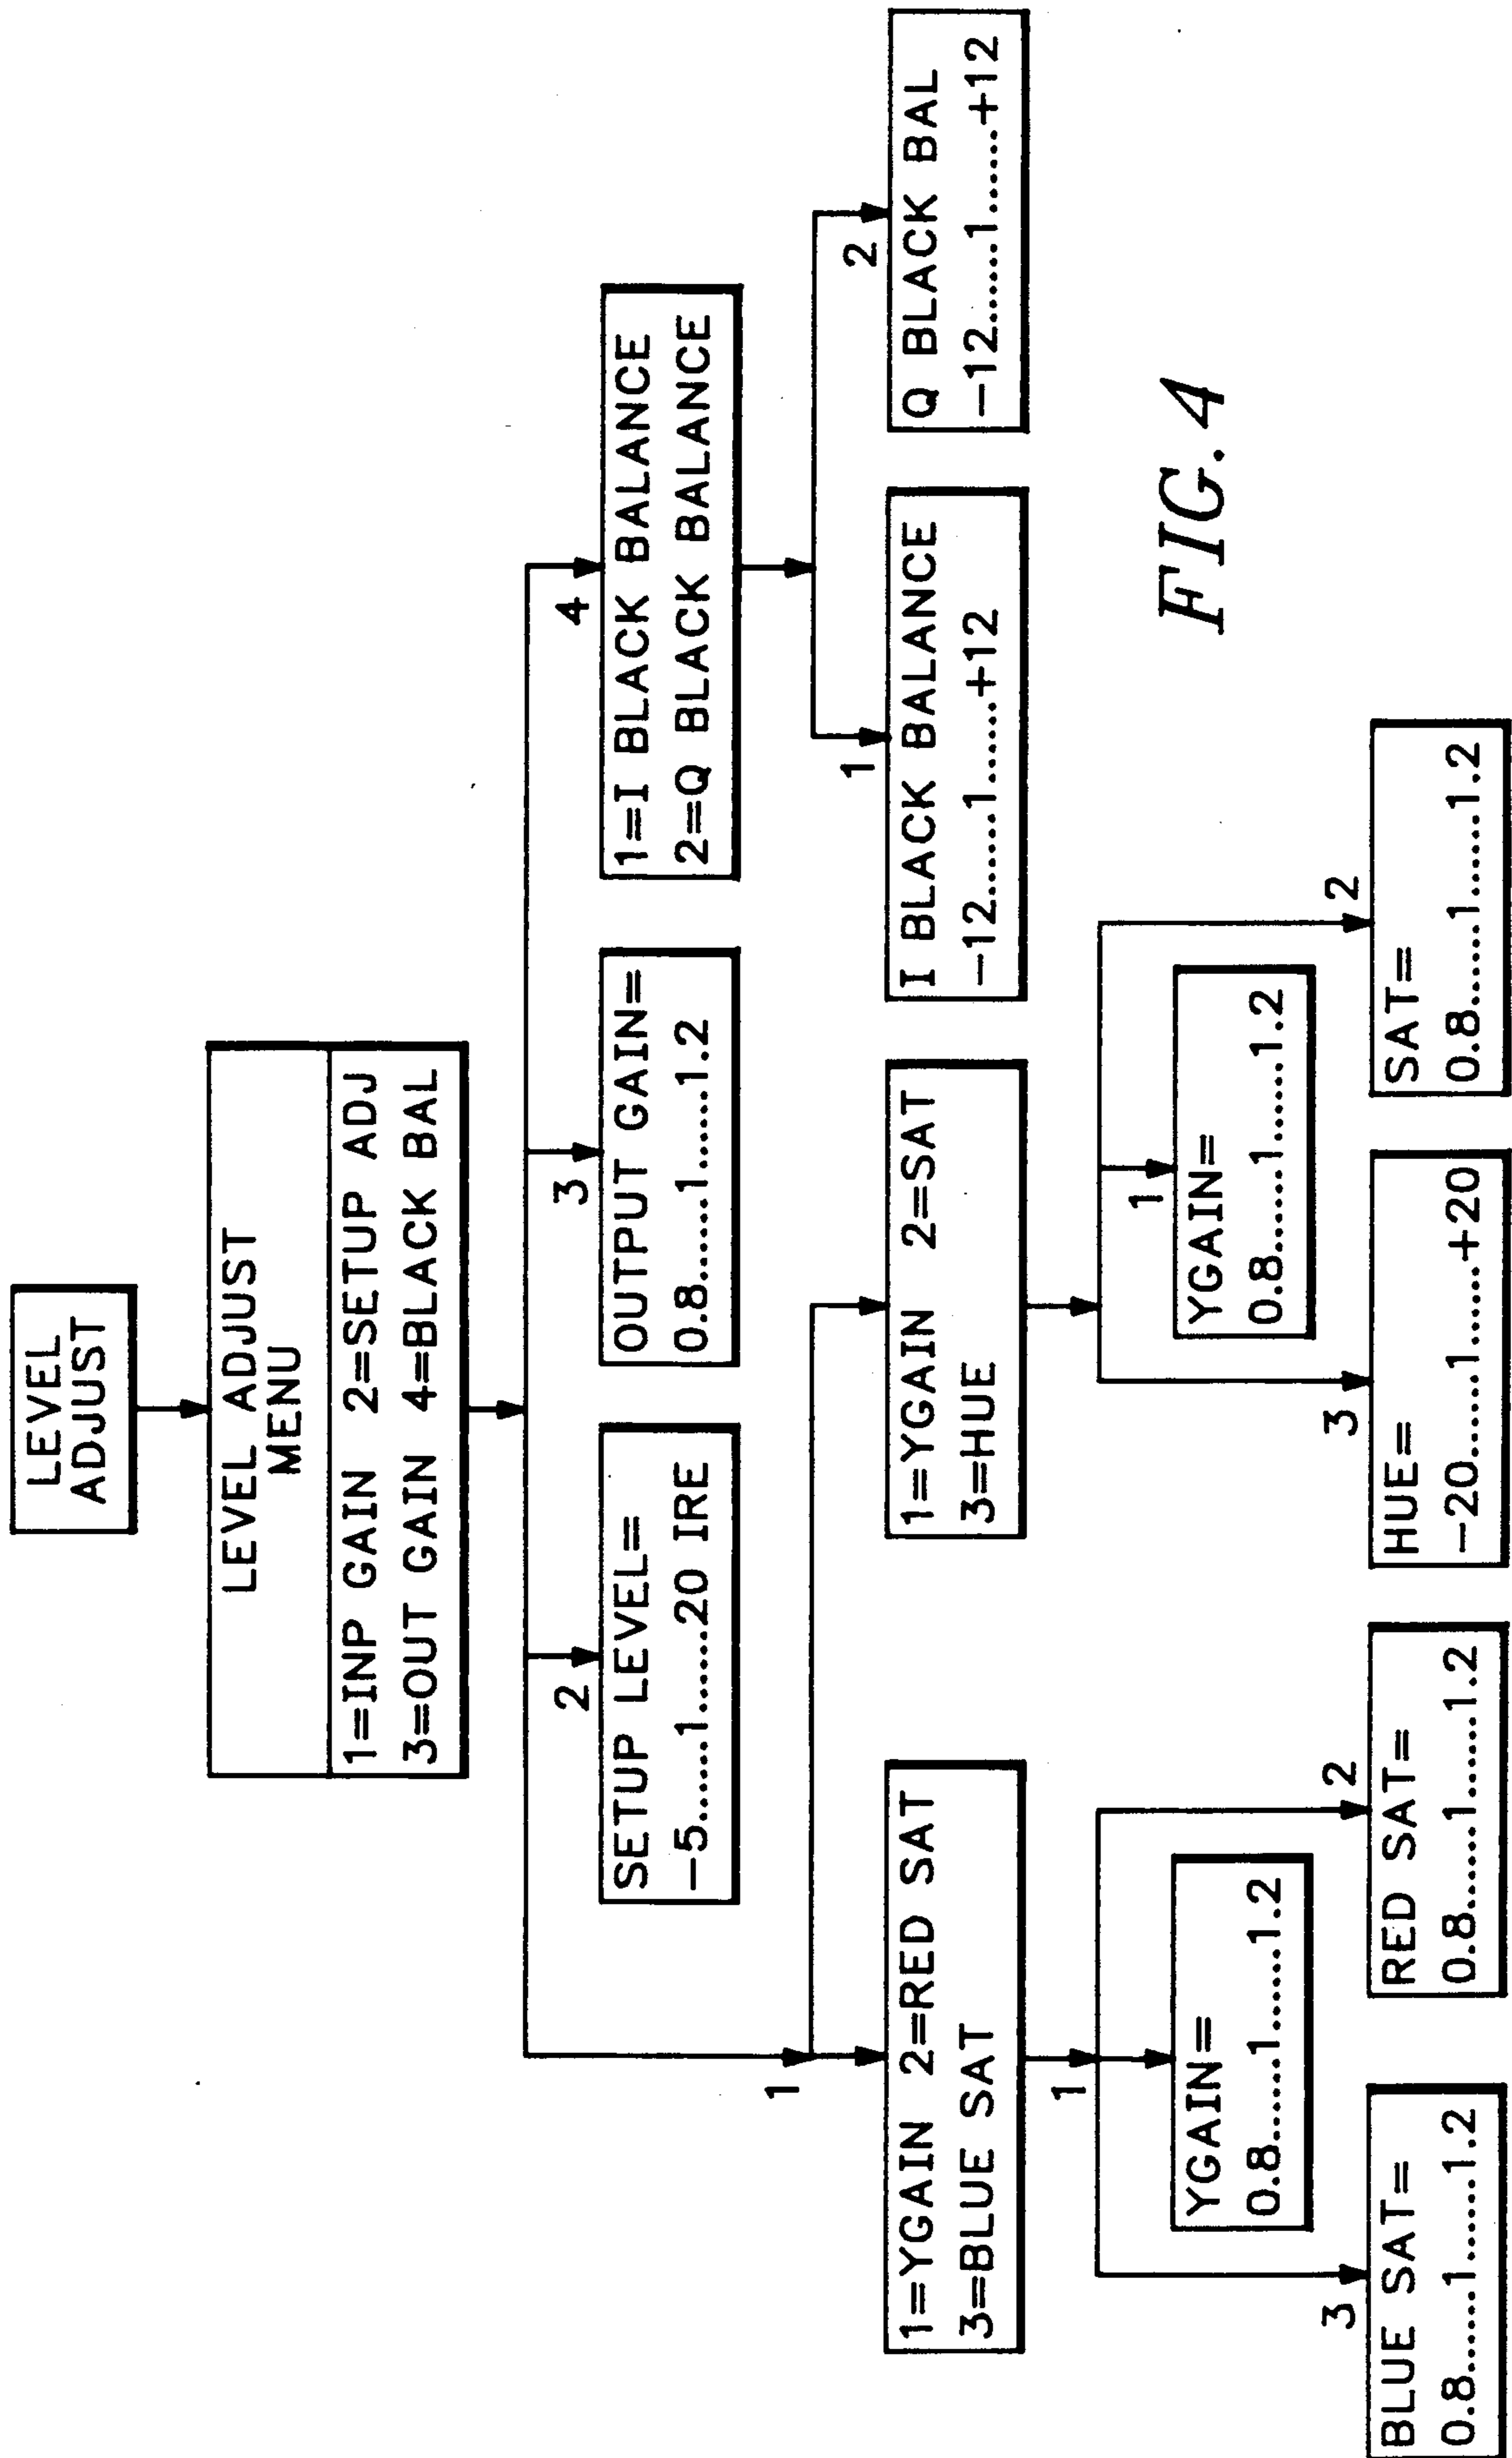 LEVEL
ADJUST
LEVEL ADJUST
MENU
1=INP GAIN 2=SETUP ADJ
3=OUT GAIN 4=BLACK BAL
2
SETUP LEVEL=
-5......1......20 IRE
3
OUTPUT GAIN=
0.8......1......1.2
4
1=I BLACK BALANCE
2=Q BLACK BALANCE
1
1=YGAIN 2=RED SAT
3=BLUE SAT
1=YGAIN 2=SAT
3=HUE
1
I BLACK BALANCE
-12......1......+12
2
Q BLACK BAL
-12......1......+12
1
YGAIN=
0.8......1......1.2
3
BLUE SAT=
0.8......1......1.2
2
RED SAT=
0.8......1......1.2
1
YGAIN=
0.8......1......1.2
3
HUE=
-20......1......+20
2
SAT=
0.8......1......1.2
FIG. 4